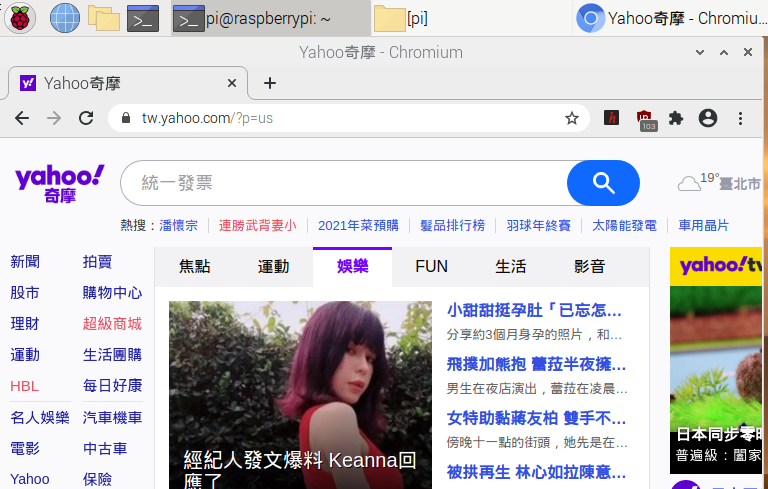 pi@raspberrypi: ~
[pi]
Yahoo奇摩 - Chromiu...
Yahoo奇摩 - Chromium
Yahoo奇摩
tw.yahoo.com/?p=us
103
yahoo!
奇摩
統一發票
19°
臺北市
熱搜：潘懷宗 連勝武背妻小 2021年菜預購 髮品排行榜 羽球年終賽 太陽能發電 車用晶片
新聞 拍賣
股市 購物中心
理財 超級商城
運動 生活團購
HBL 每日好康
名人娛樂 汽車機車
電影 中古車
Yahoo 保險
焦點 運動 娛樂 FUN 生活 影音
經紀人發文爆料 Keanna回
應了
小甜甜挺孕肚「已忘怎...
分享約3個月身孕的照片，和...
飛撲加熊抱 蕾菈半夜擁...
男生在夜店演出，蕾菈在凌晨...
女特助黏蔣友柏 雙手不...
傍晚十一點的街頭，她先是在...
被拱再生 林心如拉陳意...
yahoo!tv
日本同步零時
普遍級：闔家